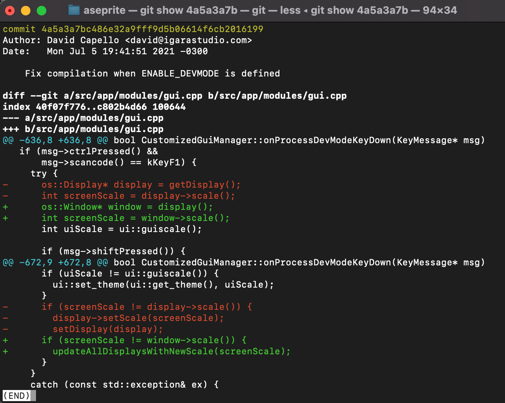 aseprite — git show 4a5a3a7b — git — less ◂ git show 4a5a3a7b — 94×34
commit 4a5a3a7bc486e32a9fff9d5b06614f6cb2016199
Author: David Capello <david@igarastudio.com>
Date:   Mon Jul 5 19:41:51 2021 -0300
    Fix compilation when ENABLE_DEVMODE is defined
diff --git a/src/app/modules/gui.cpp b/src/app/modules/gui.cpp
index 40f07f776..c802b4d66 100644
--- a/src/app/modules/gui.cpp
+++ b/src/app/modules/gui.cpp
@@ -636,8 +636,8 @@ bool CustomizedGuiManager::onProcessDevModeKeyDown(KeyMessage* msg)
   if (msg->ctrlPressed() &&
       msg->scancode() == kKeyF1) {
     try {
-      os::Display* display = getDisplay();
-      int screenScale = display->scale();
+      os::Window* window = display();
+      int screenScale = window->scale();
       int uiScale = ui::guiscale();
       if (msg->shiftPressed()) {
@@ -672,9 +672,8 @@ bool CustomizedGuiManager::onProcessDevModeKeyDown(KeyMessage* msg)
       if (uiScale != ui::guiscale()) {
         ui::set_theme(ui::get_theme(), uiScale);
       }
-      if (screenScale != display->scale()) {
-        display->setScale(screenScale);
-        setDisplay(display);
+      if (screenScale != window->scale()) {
+        updateAllDisplaysWithNewScale(screenScale);
       }
     }
     catch (const std::exception& ex) {
(END)